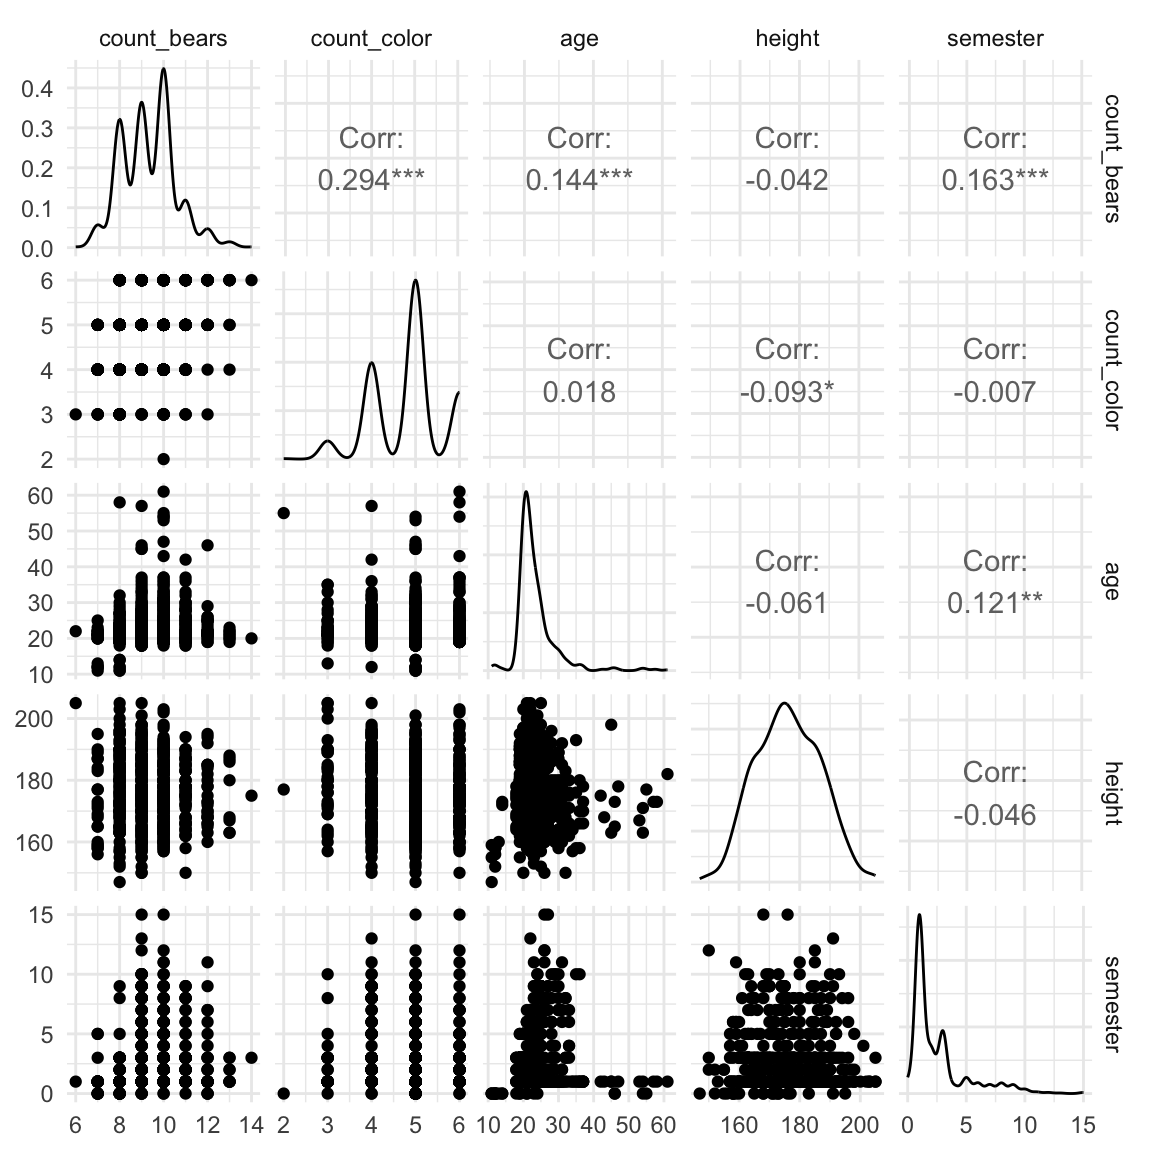 count_bears count_color age height semester
0.4
0.3
0.2
0.1
0.0
Corr:
0.294***
Corr:
0.144***
Corr:
-0.042
Corr:
0.163***
count_bears
6
5
4
3
2
Corr:
0.018
Corr:
-0.093*
Corr:
-0.007
count_color
60
50
40
30
20
10
Corr:
-0.061
Corr:
0.121**
age
200
180
160
Corr:
-0.046
height
15
10
5
0
semester
6 8 10 12 14 2 3 4 5 6 10 20 30 40 50 60 160 180 200 0 5 10 15